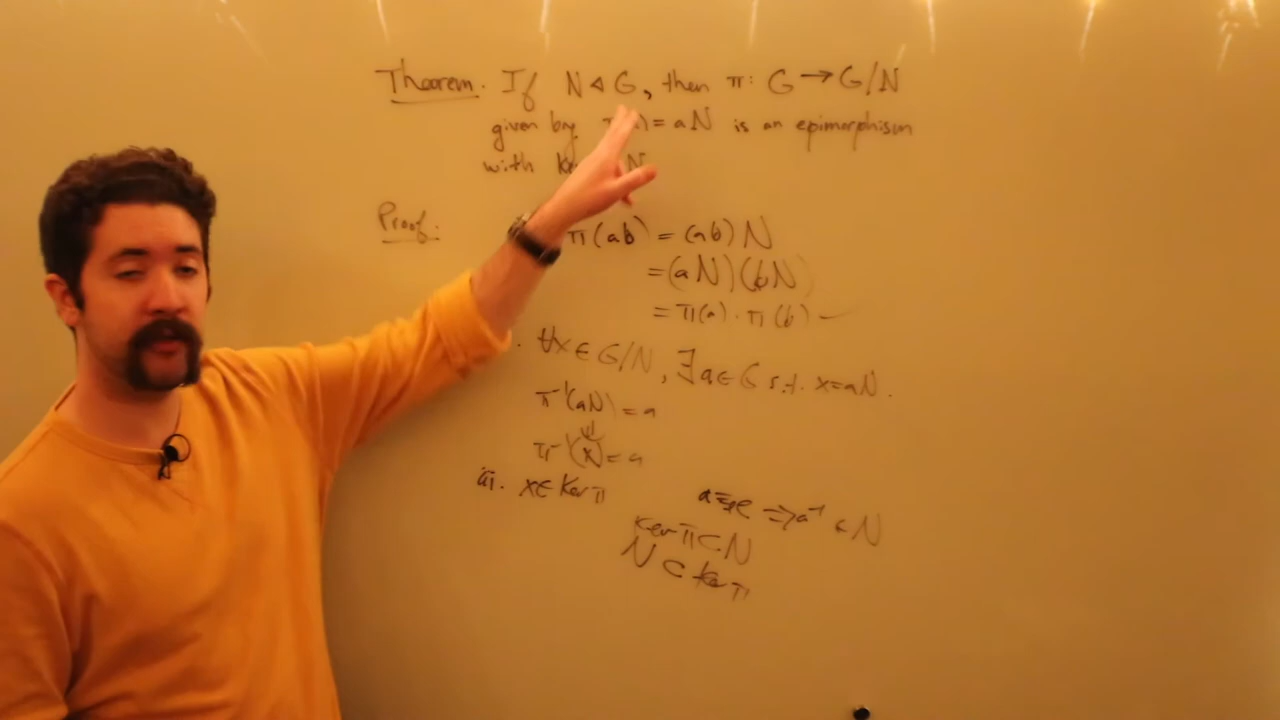 Theorem. If N ◁ G, then π: G → G/N
given by = aN is an epimorphism
with Ker N
Proof:
π(ab) = (ab)N
= (aN)(bN)
= π(a) · π(b)
. ∀x ∈ G/N, ∃a ∈ G s.t. x=aN.
π⁻¹(aN) = a
π⁻¹(x) = a
iii. x ∈ Ker π
⇒ a⁻¹ ∈ N
Ker π ⊂ N
N ⊂ Ker π